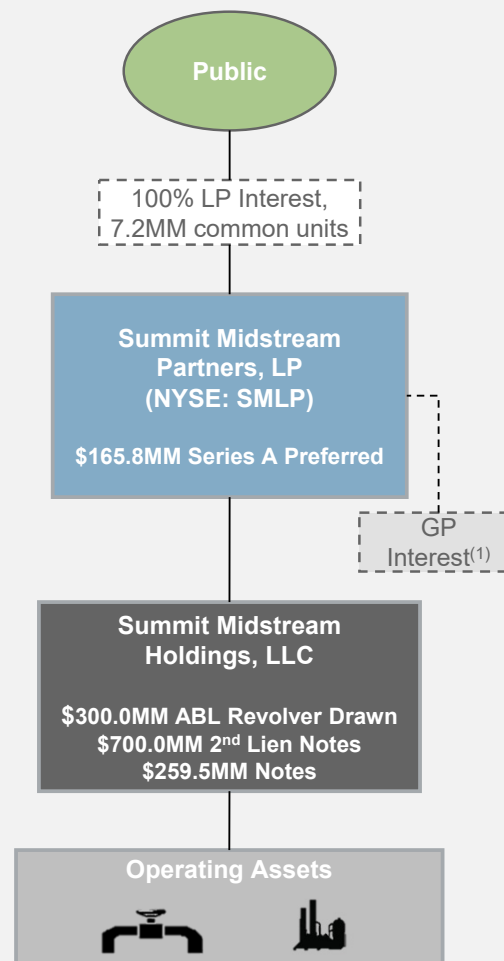 Public
100% LP Interest,
7.2MM common units
Summit Midstream
Partners, LP
(NYSE: SMLP)
$165.8MM Series A Preferred
GP
Interest(1)
Summit Midstream
Holdings, LLC
$300.0MM ABL Revolver Drawn
$700.0MM 2nd Lien Notes
$259.5MM Notes
Operating Assets